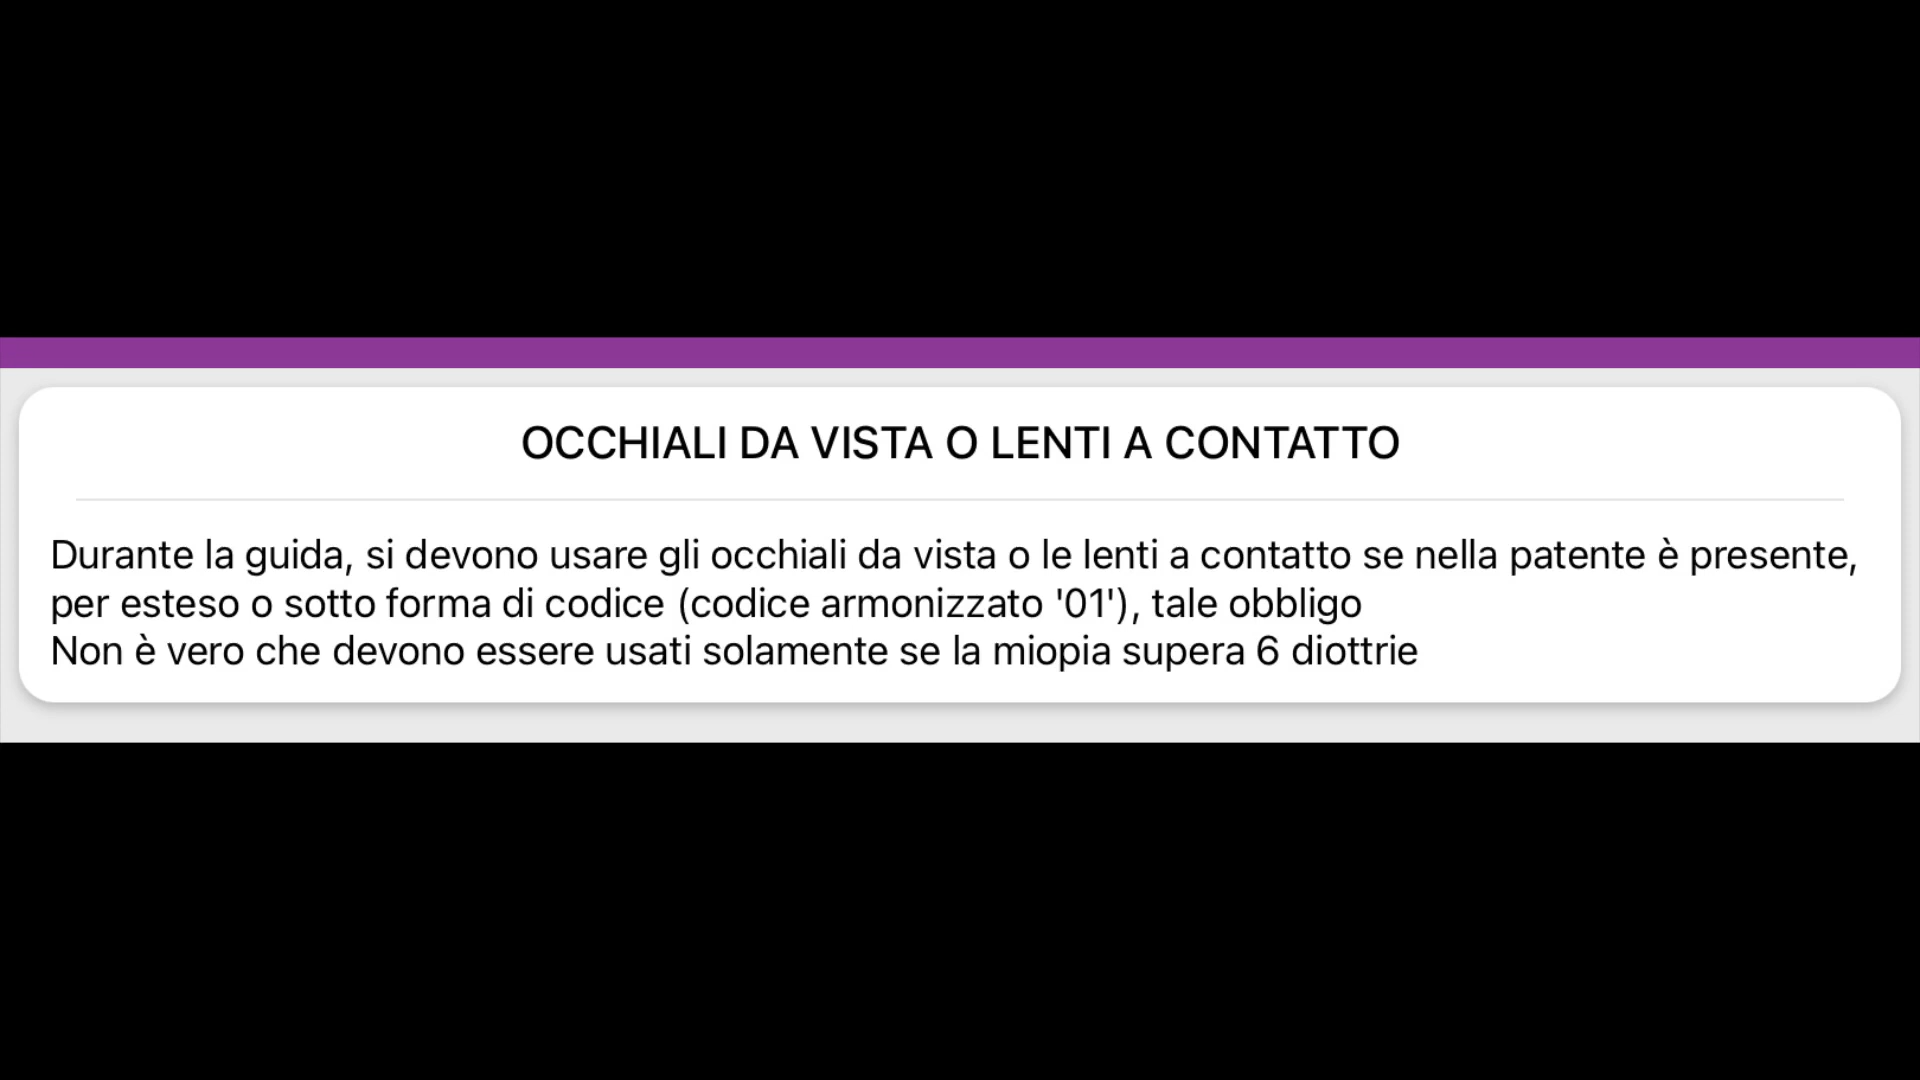 OCCHIALI DA VISTA O LENTI A CONTATTO
Durante la guida, si devono usare gli occhiali da vista o le lenti a contatto se nella patente è presente,
per esteso o sotto forma di codice (codice armonizzato '01'), tale obbligo
Non è vero che devono essere usati solamente se la miopia supera 6 diottrie